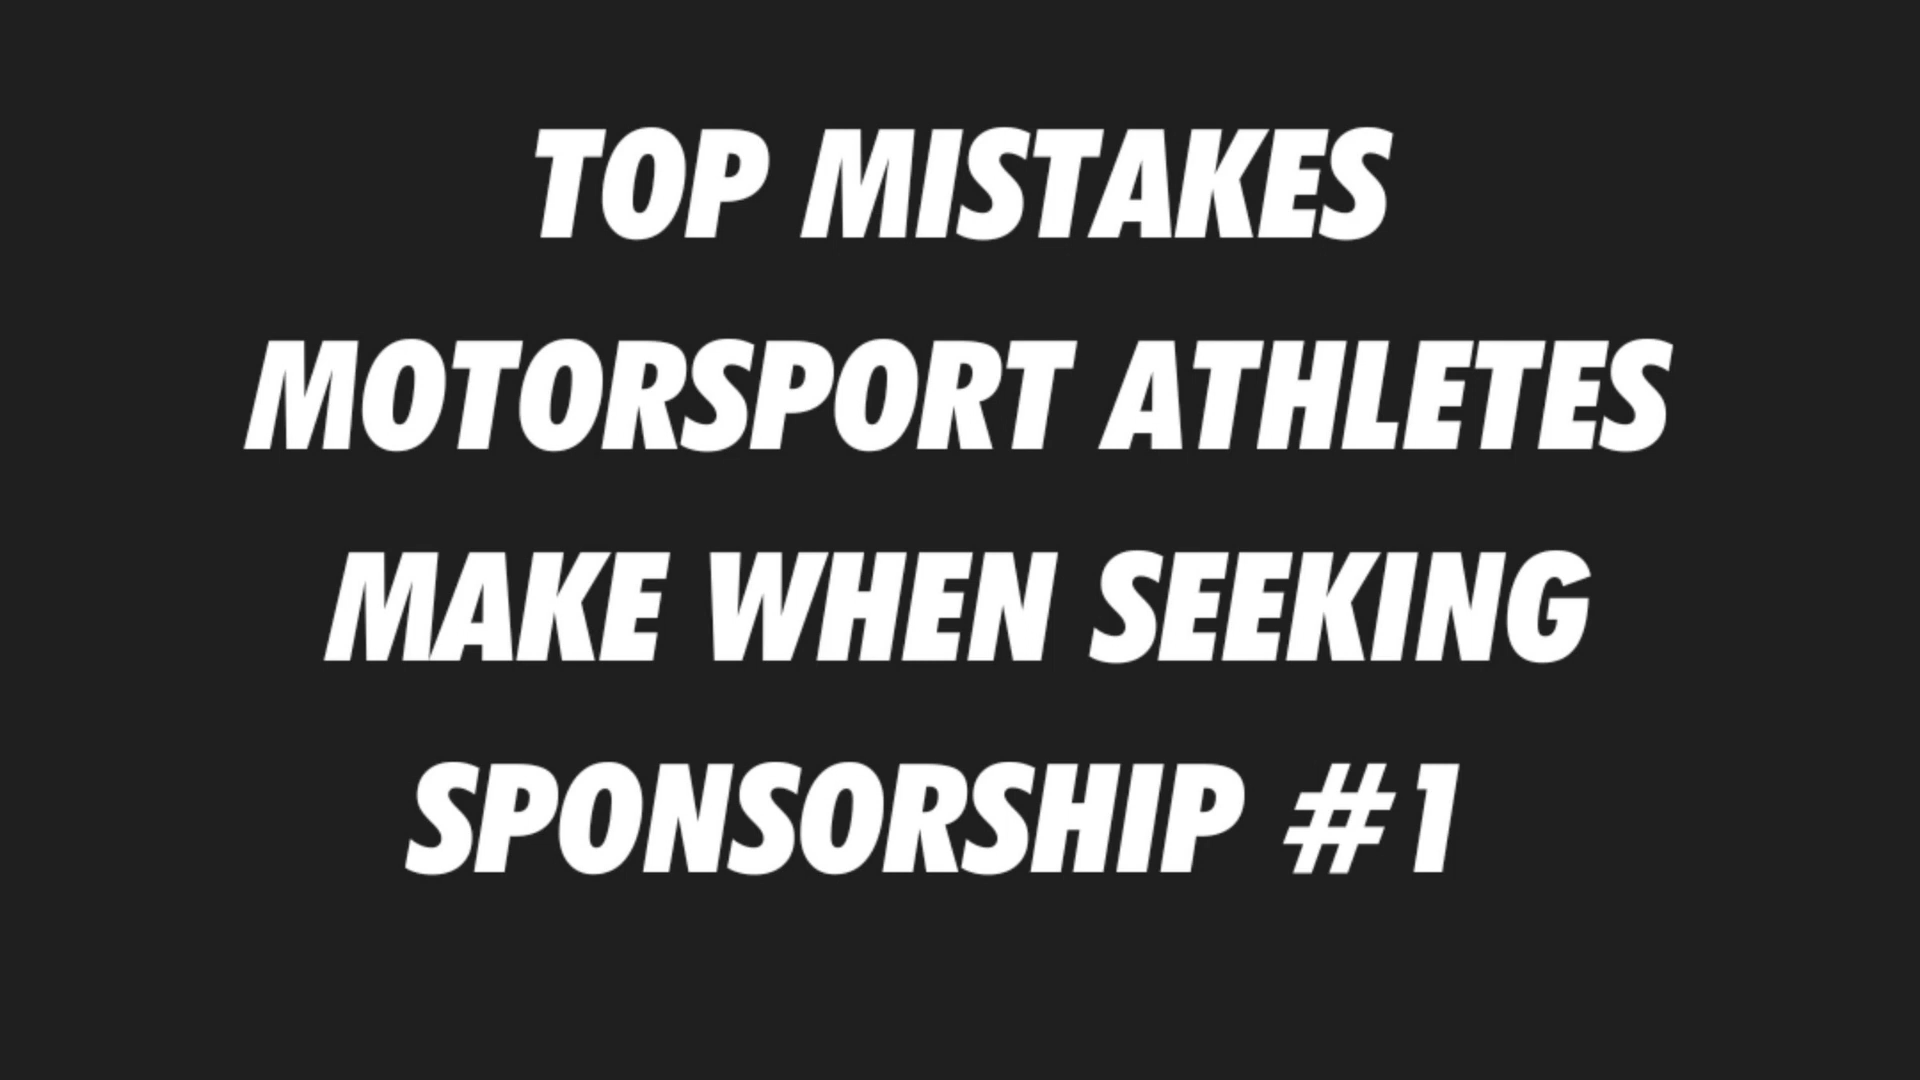 TOP MISTAKES
MOTORSPORT ATHLETES
MAKE WHEN SEEKING
SPONSORSHIP #1